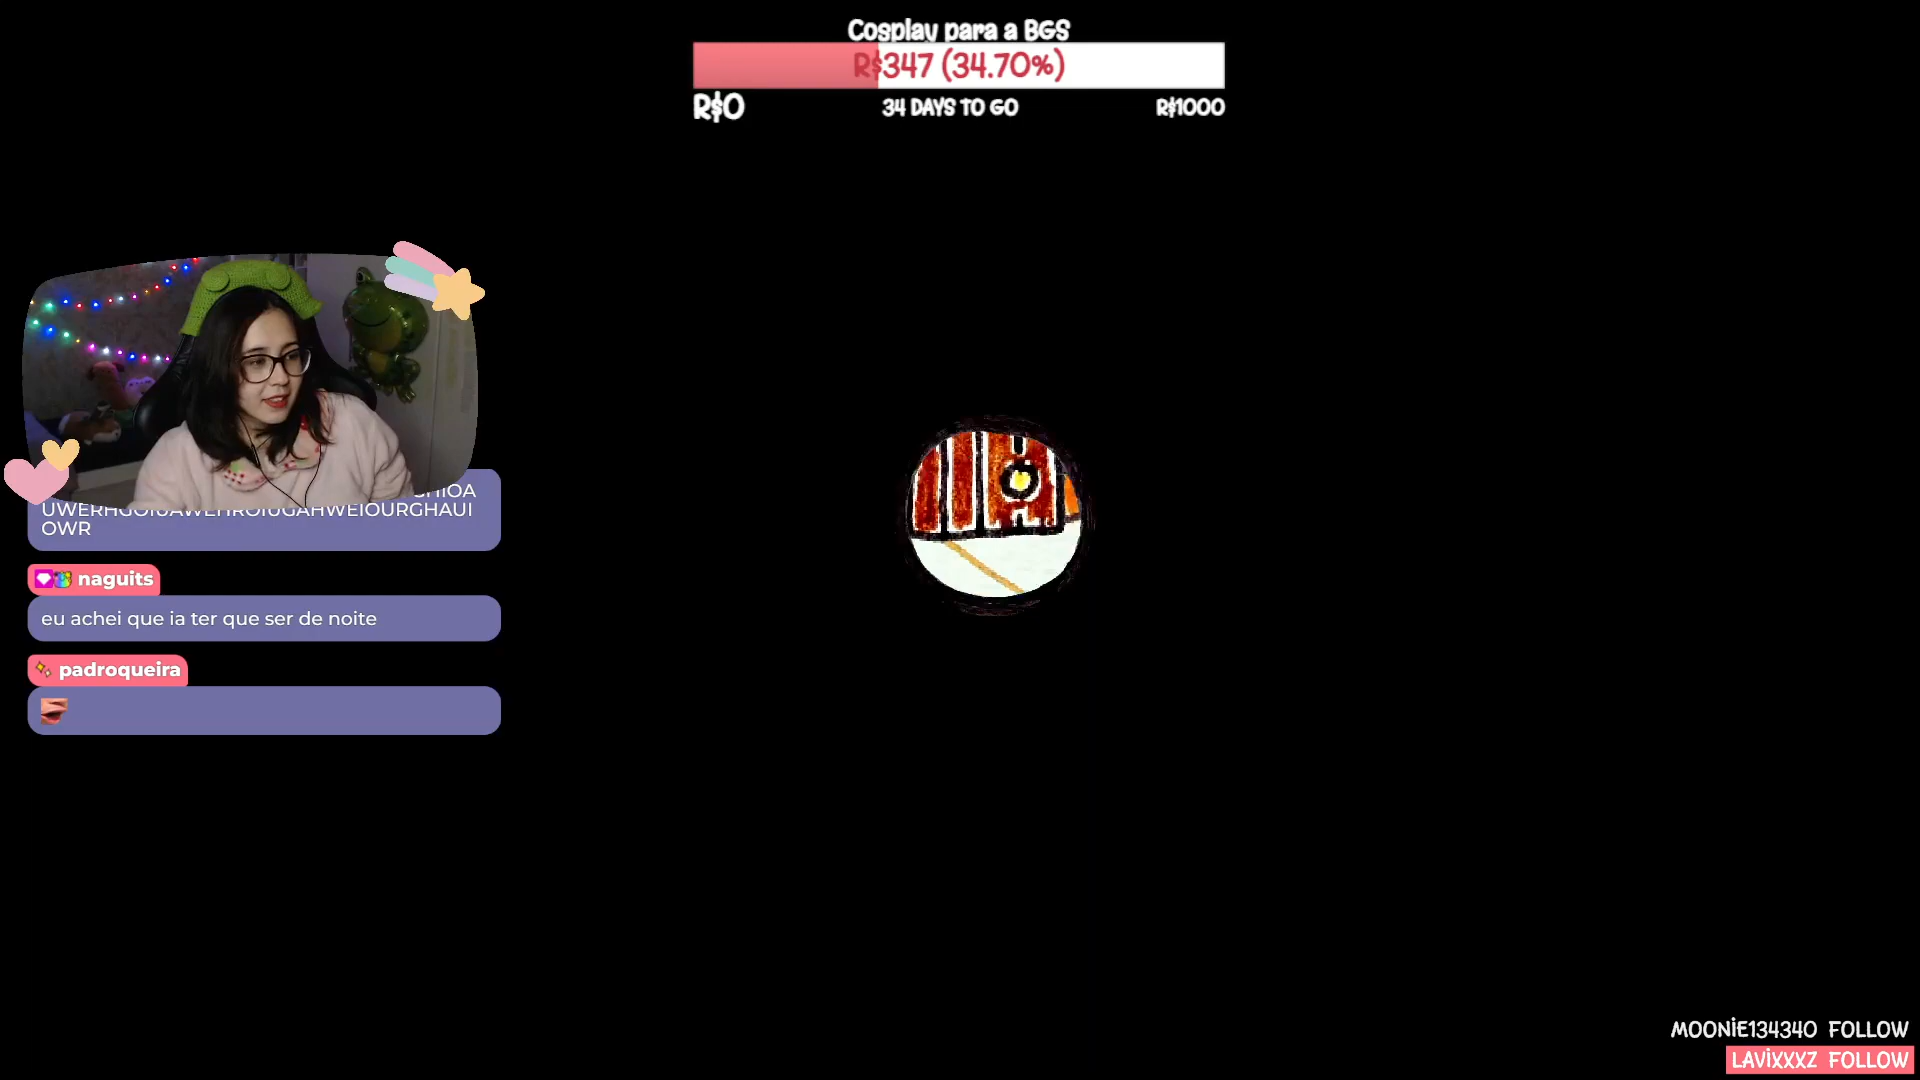 Cosplay para a BGS
R$347 (34.70%)
R$0 34 DAYS TO GO R$1000
UWERHGOIUAWEHROIUGAHWEIOURGHAUI
OWR
naguits
eu achei que ia ter que ser de noite
padroqueira
MOONIE134340 FOLLOW
LAVIXXXZ FOLLOW